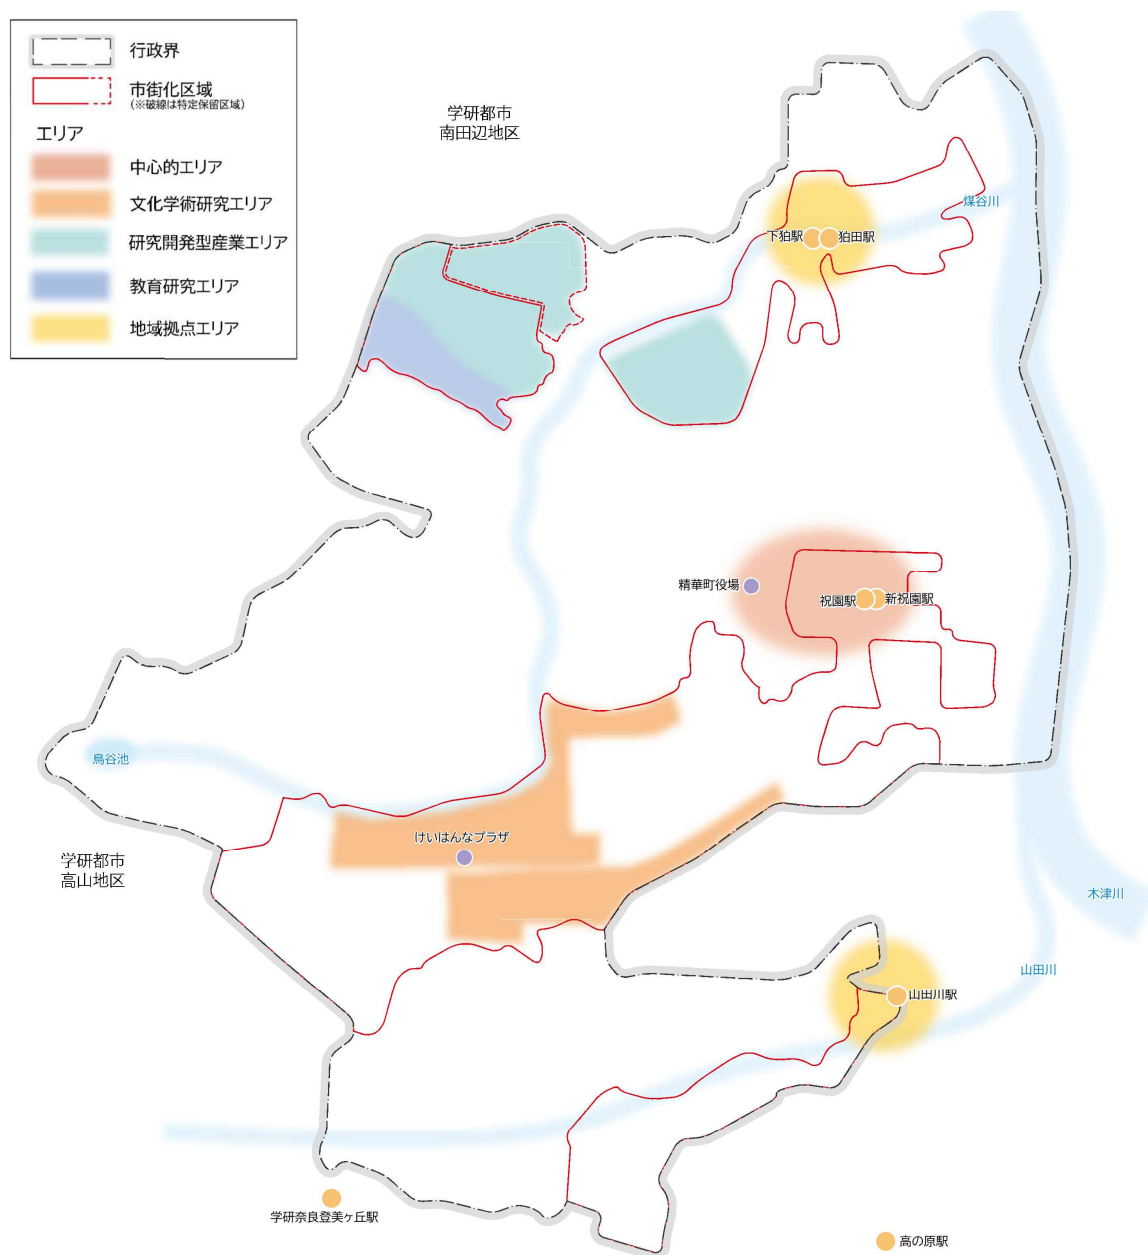 行政界
市街化区域
（※破線は特定保留区域）
エリア
中心的エリア
文化学術研究エリア
研究開発型産業エリア
教育研究エリア
地域拠点エリア
学研都市
南田辺地区
煤谷川
下狛駅
狛田駅
精華町役場
祝園駅
新祝園駅
鳥谷池
けいはんなプラザ
学研都市
高山地区
木津川
山田川
山田川駅
学研奈良登美ヶ丘駅
高の原駅